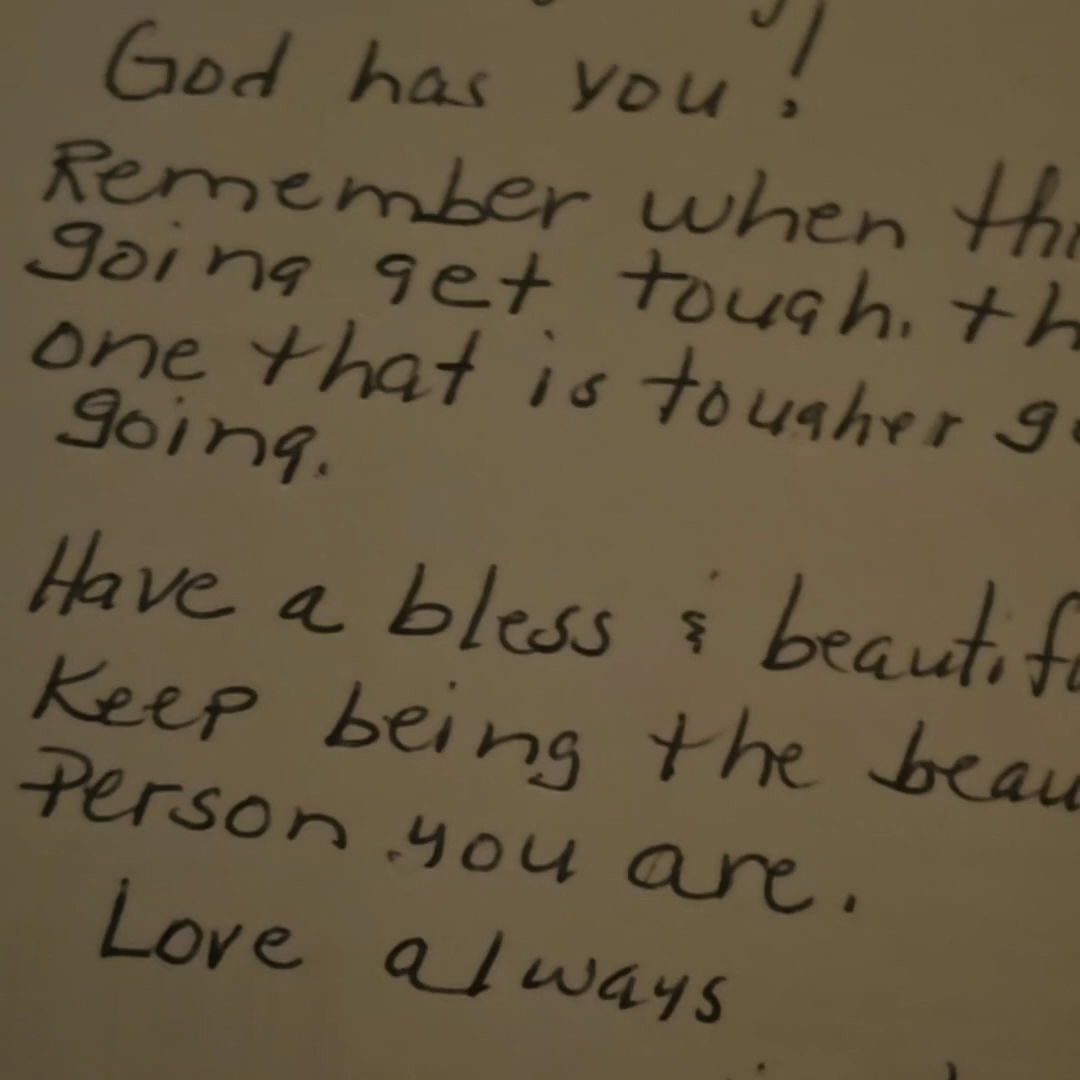 God has you!
Remember when thi
going get tough. th
one that is tougher g
going.
Have a bless & beautif
Keep being the beau
Person you are.
Love always